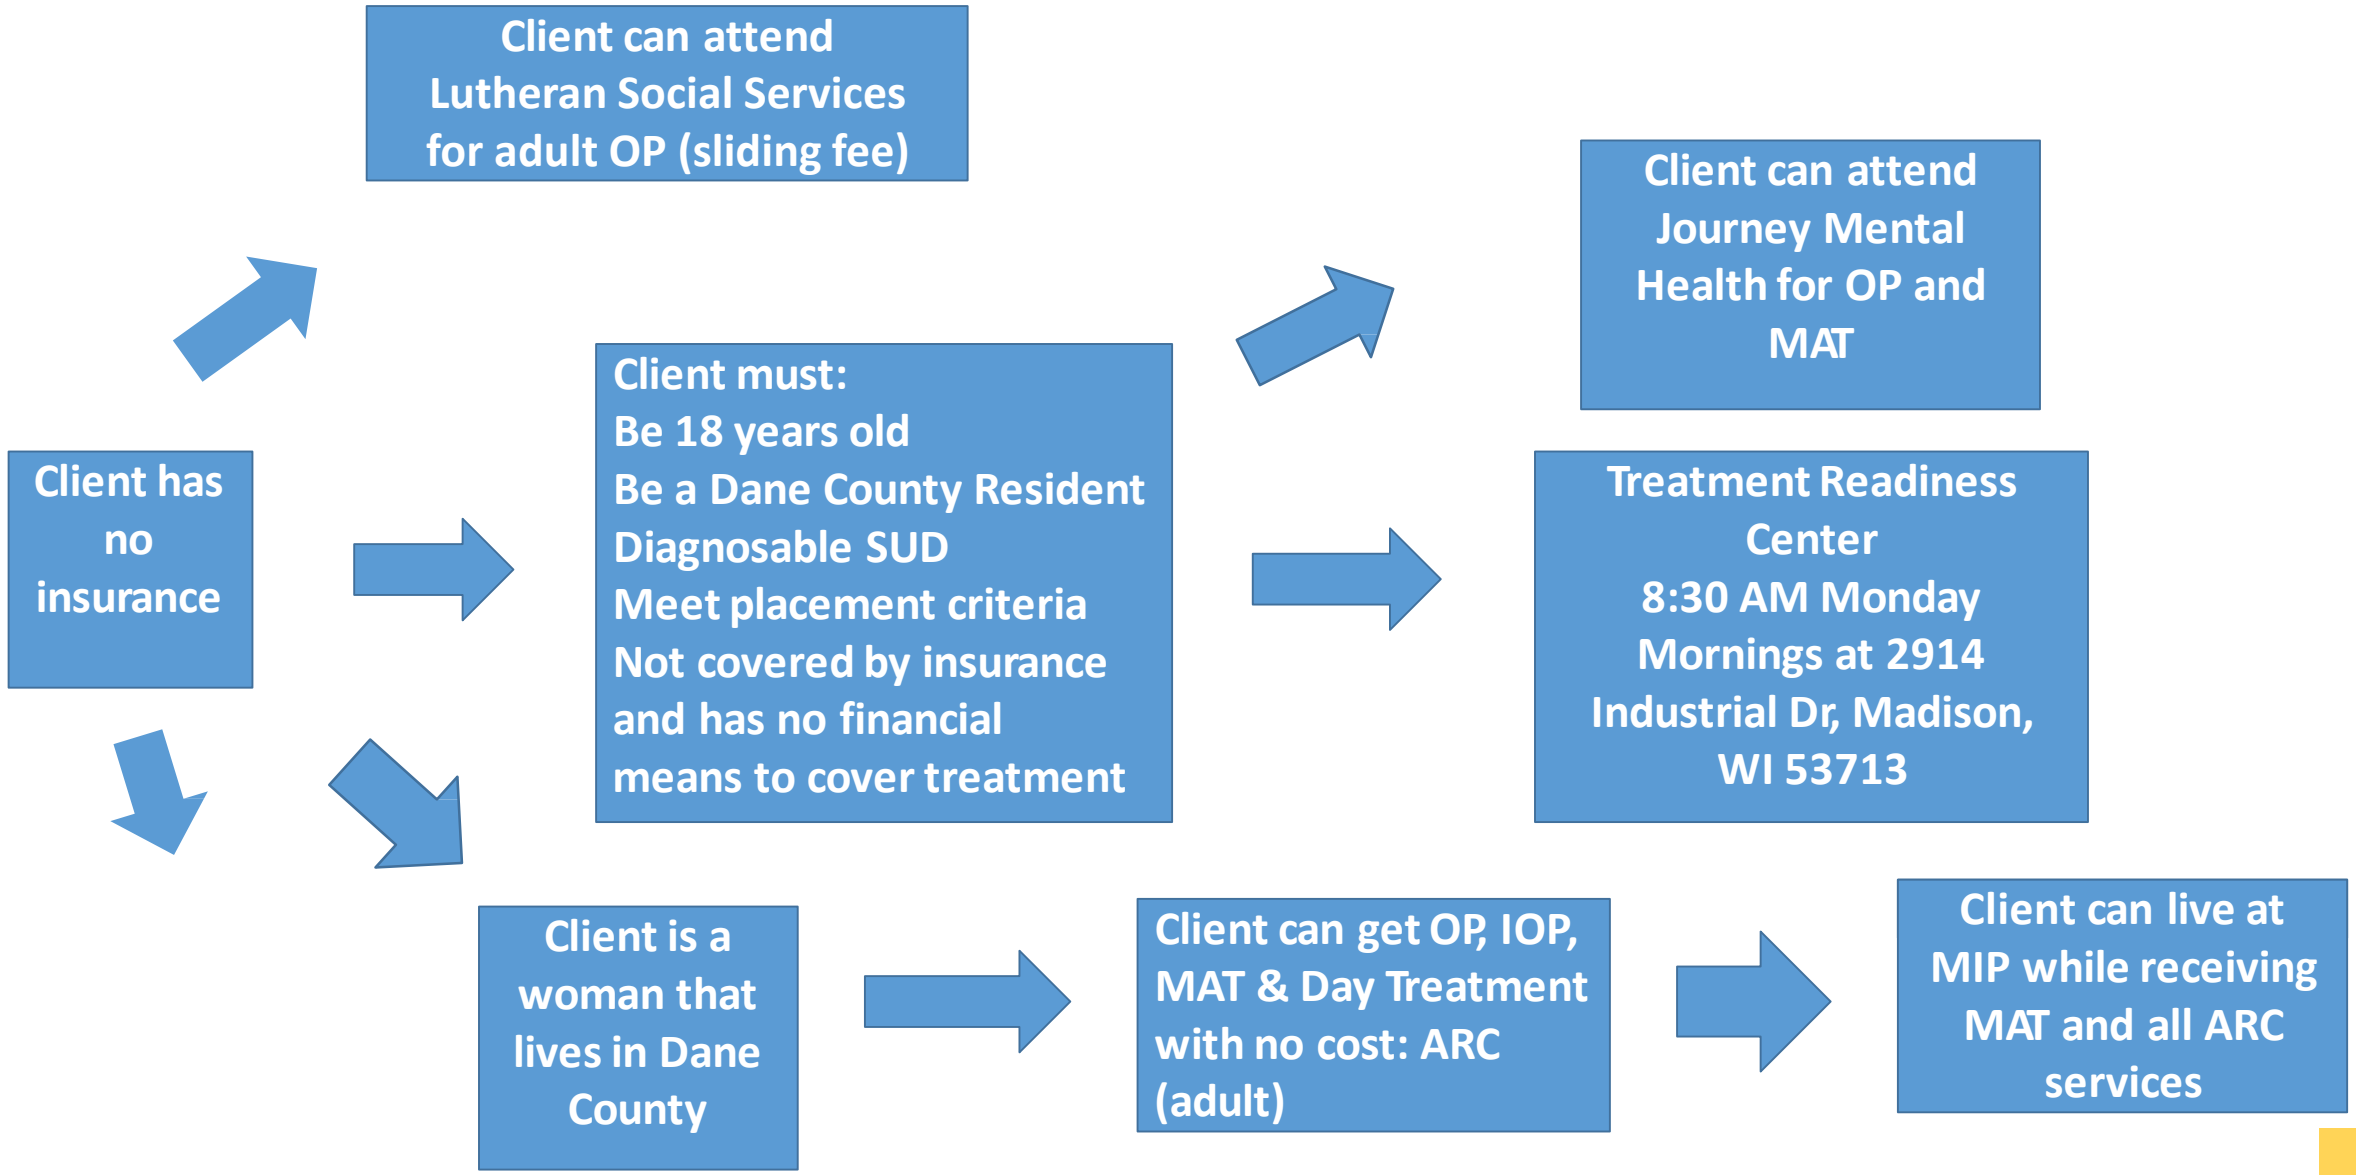 Client can attend
Lutheran Social Services
for adult OP (sliding fee)
Client can attend
Journey Mental
Health for OP and
MAT
Client has
no
insurance
Client must:
Be 18 years old
Be a Dane County Resident
Diagnosable SUD
Meet placement criteria
Not covered by insurance
and has no financial
means to cover treatment
Treatment Readiness
Center
8:30 AM Monday
Mornings at 2914
Industrial Dr, Madison,
WI 53713
Client is a
woman that
lives in Dane
County
Client can get OP, IOP,
MAT & Day Treatment
with no cost: ARC
(adult)
Client can live at
MIP while receiving
MAT and all ARC
services